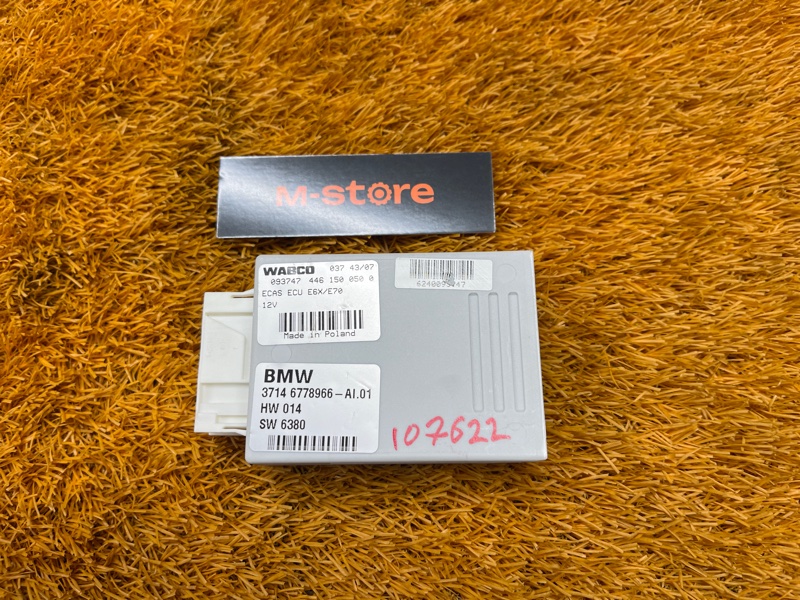 M-store
WABCO 037 43/07
093747 446 150 050 0
ECAS ECU E6X/E70
12V
Made in Poland
BMW
3714 6778966-AI.01
HW 014
SW 6380
107622